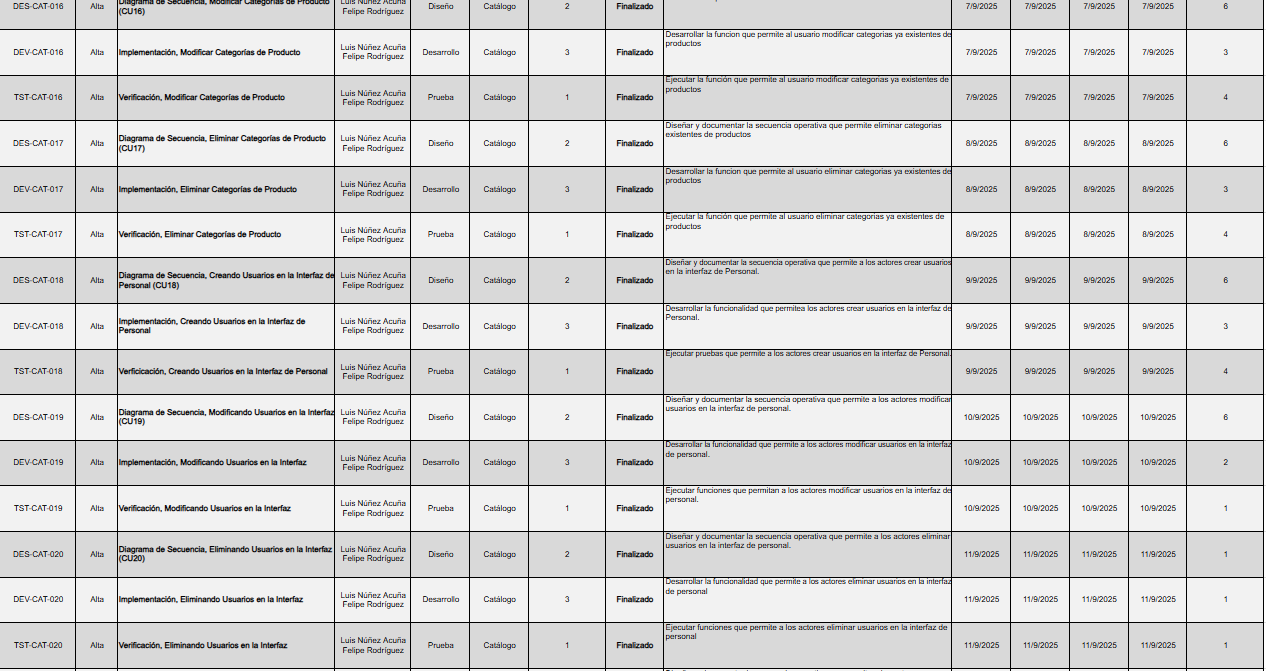 DES-CAT-016 Alta Diagrama de Secuencia, Modificar Categorías de Producto (CU16) Luis Núñez Acuña Felipe Rodríguez Diseño Catálogo 2 Finalizado 7/9/2025 7/9/2025 7/9/2025 7/9/2025 6
DEV-CAT-016 Alta Implementación, Modificar Categorías de Producto Luis Núñez Acuña Felipe Rodríguez Desarrollo Catálogo 3 Finalizado Desarrollar la funcion que permite al usuario modificar categorias ya existentes de productos 7/9/2025 7/9/2025 7/9/2025 7/9/2025 3
TST-CAT-016 Alta Verificación, Modificar Categorías de Producto Luis Núñez Acuña Felipe Rodríguez Prueba Catálogo 1 Finalizado Ejecutar la función que permite al usuario modificar categorias ya existentes de productos 7/9/2025 7/9/2025 7/9/2025 7/9/2025 4
DES-CAT-017 Alta Diagrama de Secuencia, Eliminar Categorías de Producto (CU17) Luis Núñez Acuña Felipe Rodríguez Diseño Catálogo 2 Finalizado Diseñar y documentar la secuencia operativa que permite eliminar categorias existentes de productos 8/9/2025 8/9/2025 8/9/2025 8/9/2025 6
DEV-CAT-017 Alta Implementación, Eliminar Categorías de Producto Luis Núñez Acuña Felipe Rodríguez Desarrollo Catálogo 3 Finalizado Desarrollar la funcion que permite al usuario eliminar categorias ya existentes de productos 8/9/2025 8/9/2025 8/9/2025 8/9/2025 3
TST-CAT-017 Alta Verificación, Eliminar Categorías de Producto Luis Núñez Acuña Felipe Rodríguez Prueba Catálogo 1 Finalizado Ejecutar la función que permite al usuario eliminar categorias ya existentes de productos 8/9/2025 8/9/2025 8/9/2025 8/9/2025 4
DES-CAT-018 Alta Diagrama de Secuencia, Creando Usuarios en la Interfaz de Personal (CU18) Luis Núñez Acuña Felipe Rodríguez Diseño Catálogo 2 Finalizado Diseñar y documentar la secuencia operativa que permite a los actores crear usuarios en la interfaz de Personal. 9/9/2025 9/9/2025 9/9/2025 9/9/2025 6
DEV-CAT-018 Alta Implementación, Creando Usuarios en la Interfaz de Personal Luis Núñez Acuña Felipe Rodríguez Desarrollo Catálogo 3 Finalizado Desarrollar la funcionalidad que permitea los actores crear usuarios en la interfaz de Personal. 9/9/2025 9/9/2025 9/9/2025 9/9/2025 3
TST-CAT-018 Alta Verficicación, Creando Usuarios en la Interfaz de Personal Luis Núñez Acuña Felipe Rodríguez Prueba Catálogo 1 Finalizado Ejecutar pruebas que permite a los actores crear usuarios en la interfaz de Personal. 9/9/2025 9/9/2025 9/9/2025 9/9/2025 4
DES-CAT-019 Alta Diagrama de Secuencia, Modificando Usuarios en la Interfaz (CU19) Luis Núñez Acuña Felipe Rodríguez Diseño Catálogo 2 Finalizado Diseñar y documentar la secuencia operativa que permite a los actores modificar usuarios en la interfaz de personal. 10/9/2025 10/9/2025 10/9/2025 10/9/2025 6
DEV-CAT-019 Alta Implementación, Modificando Usuarios en la Interfaz Luis Núñez Acuña Felipe Rodríguez Desarrollo Catálogo 3 Finalizado Desarrollar la funcionalidad que permite a los actores modificar usuarios en la interfaz de personal. 10/9/2025 10/9/2025 10/9/2025 10/9/2025 2
TST-CAT-019 Alta Verificación, Modificando Usuarios en la Interfaz Luis Núñez Acuña Felipe Rodríguez Prueba Catálogo 1 Finalizado Ejecutar funciones que permitan a los actores modificar usuarios en la interfaz de personal. 10/9/2025 10/9/2025 10/9/2025 10/9/2025 1
DES-CAT-020 Alta Diagrama de Secuencia, Eliminando Usuarios en la Interfaz (CU20) Luis Núñez Acuña Felipe Rodríguez Diseño Catálogo 2 Finalizado Diseñar y documentar la secuencia operativa que permite a los actores eliminar usuarios en la interfaz de personal. 11/9/2025 11/9/2025 11/9/2025 11/9/2025 1
DEV-CAT-020 Alta Implementación, Eliminando Usuarios en la Interfaz Luis Núñez Acuña Felipe Rodríguez Desarrollo Catálogo 3 Finalizado Desarrollar la funcionalidad que permite a los actores eliminar usuarios en la interfaz de personal 11/9/2025 11/9/2025 11/9/2025 11/9/2025 1
TST-CAT-020 Alta Verificación, Eliminando Usuarios en la Interfaz Luis Núñez Acuña Felipe Rodríguez Prueba Catálogo 1 Finalizado Ejecutar funciones que permite a los actores eliminar usuarios en la interfaz de personal 11/9/2025 11/9/2025 11/9/2025 11/9/2025 1